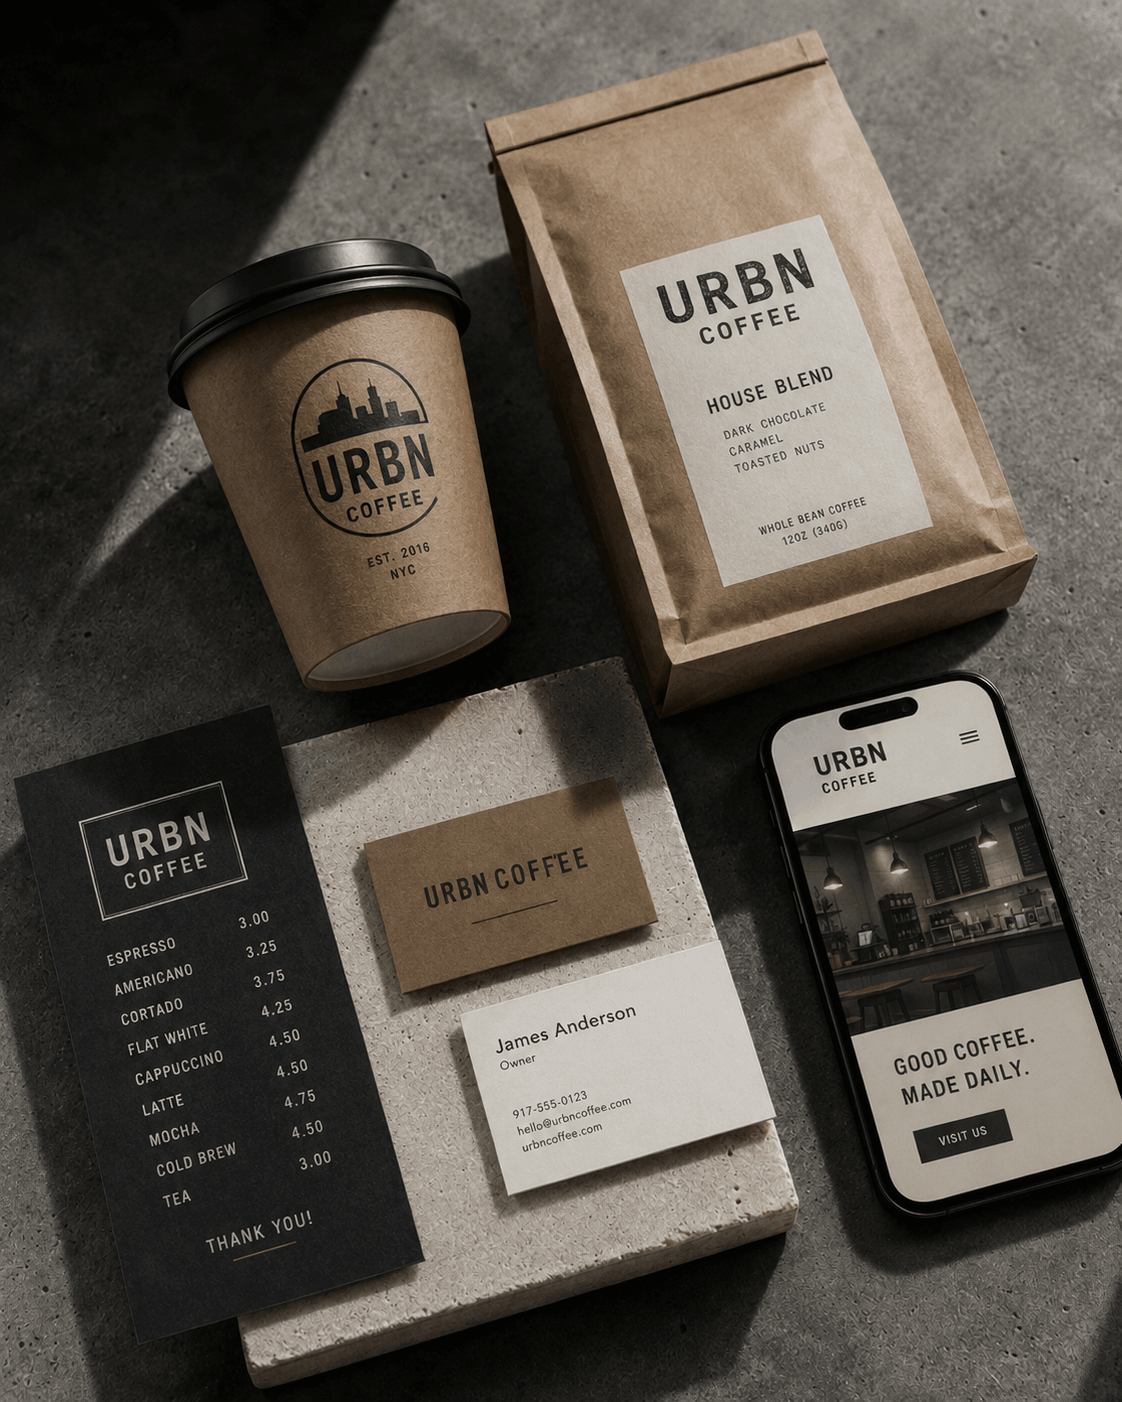 URBN
COFFEE
EST. 2016
NYC
URBN
COFFEE
HOUSE BLEND
DARK CHOCOLATE
CARAMEL
TOASTED NUTS
WHOLE BEAN COFFEE
12OZ (340G)
URBN
COFFEE
ESPRESSO 3.00
AMERICANO 3.25
CORTADO 3.75
FLAT WHITE 4.25
CAPPUCCINO 4.50
LATTE 4.50
MOCHA 4.75
COLD BREW 4.50
TEA 3.00
THANK YOU!
URBN COFFEE
James Anderson
Owner
917-555-0123
hello@urbncoffee.com
urbncoffee.com
URBN
COFFEE
GOOD COFFEE.
MADE DAILY.
VISIT US